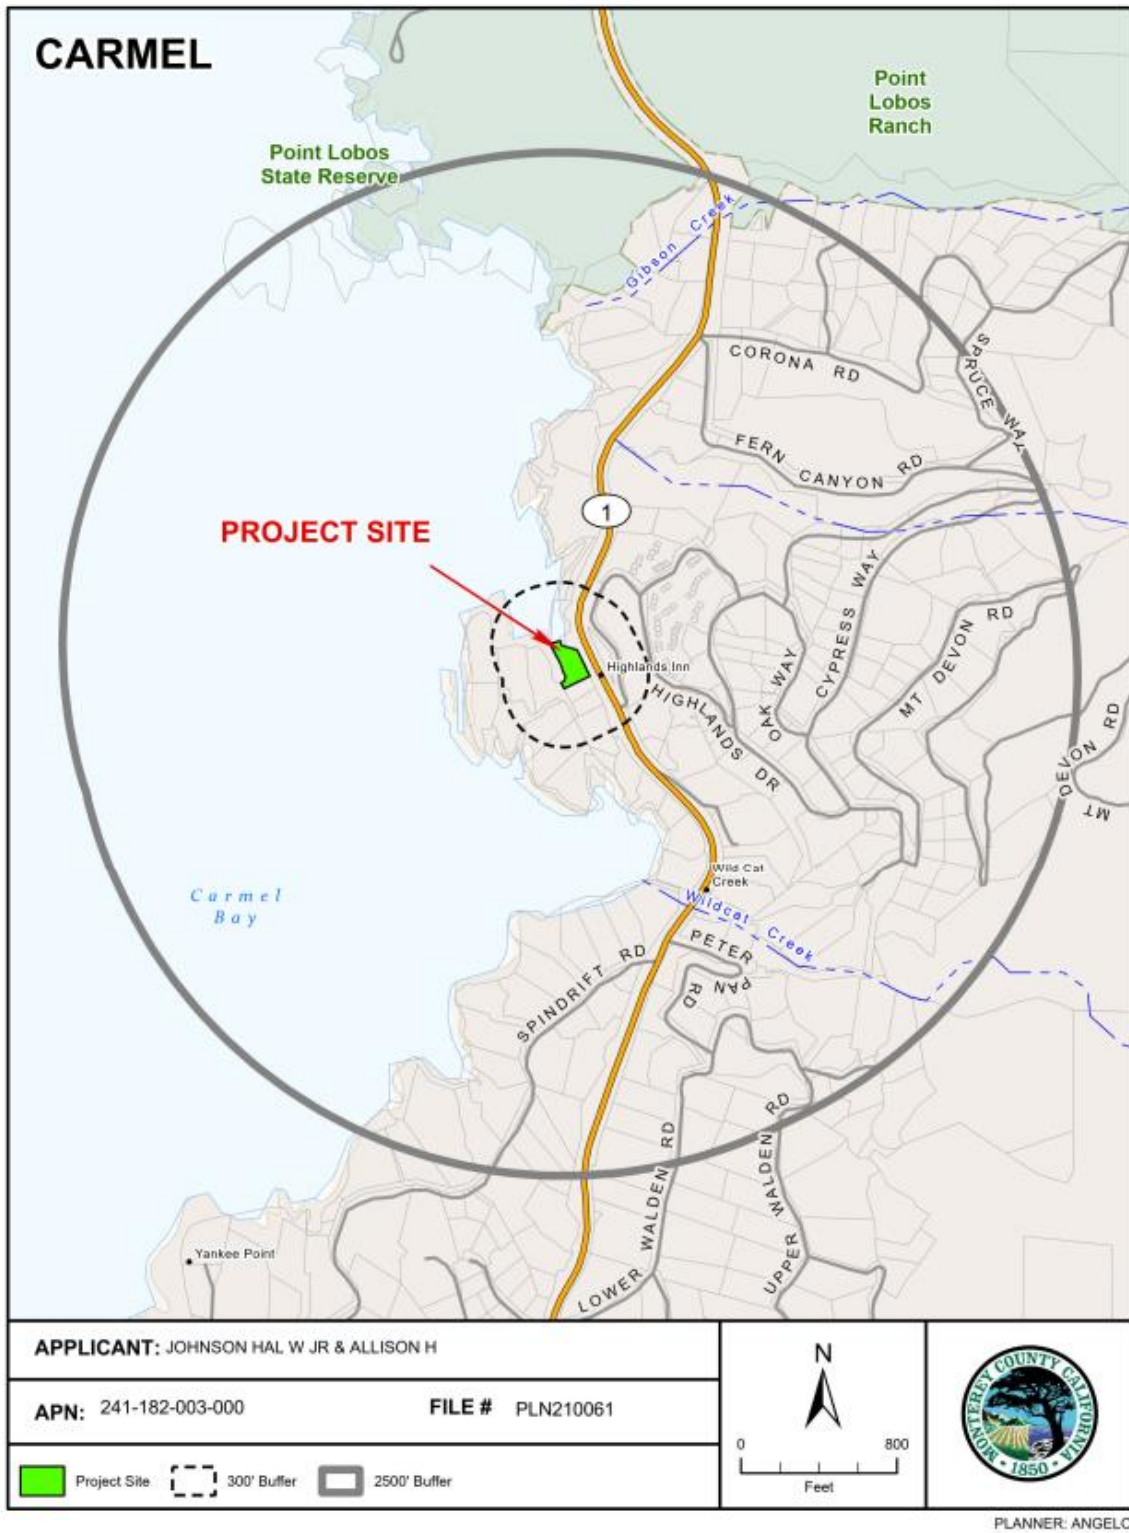 CARMEL
Point
Lobos
Ranch
Point Lobos
State Reserve
Gibson Creek
CORONA RD
SPRUCE WAY
FERN CANYON RD
1
PROJECT SITE
Highlands Inn
HIGHLANDS DR
OAK WAY
CYPRESS WAY
MT DEVON RD
MT DEVON RD
Wild Cat
Creek
Wildcat Creek
Carmel
Bay
PETER PAN RD
SPINDRIFT RD
LOWER WALDEN RD
UPPER WALDEN RD
Yankee Point
APPLICANT: JOHNSON HAL W JR & ALLISON H
APN: 241-182-003-000 FILE # PLN210061
Project Site 300' Buffer 2500' Buffer
N
0 800
Feet
MONTEREY COUNTY CALIFORNIA
1850
PLANNER: ANGELO